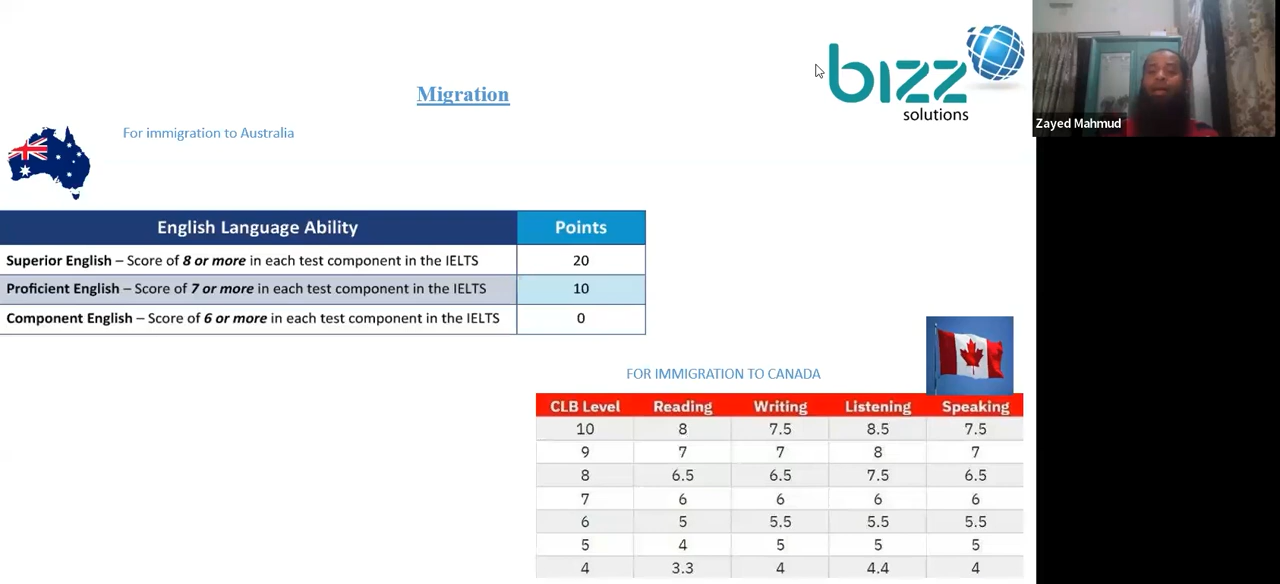 bizz
solutions
Zayed Mahmud
Migration
For immigration to Australia
English Language Ability Points
Superior English – Score of 8 or more in each test component in the IELTS 20
Proficient English – Score of 7 or more in each test component in the IELTS 10
Component English – Score of 6 or more in each test component in the IELTS 0
FOR IMMIGRATION TO CANADA
CLB Level Reading Writing Listening Speaking
10 8 7.5 8.5 7.5
9 7 7 8 7
8 6.5 6.5 7.5 6.5
7 6 6 6 6
6 5 5.5 5.5 5.5
5 4 5 5 5
4 3.3 4 4.4 4